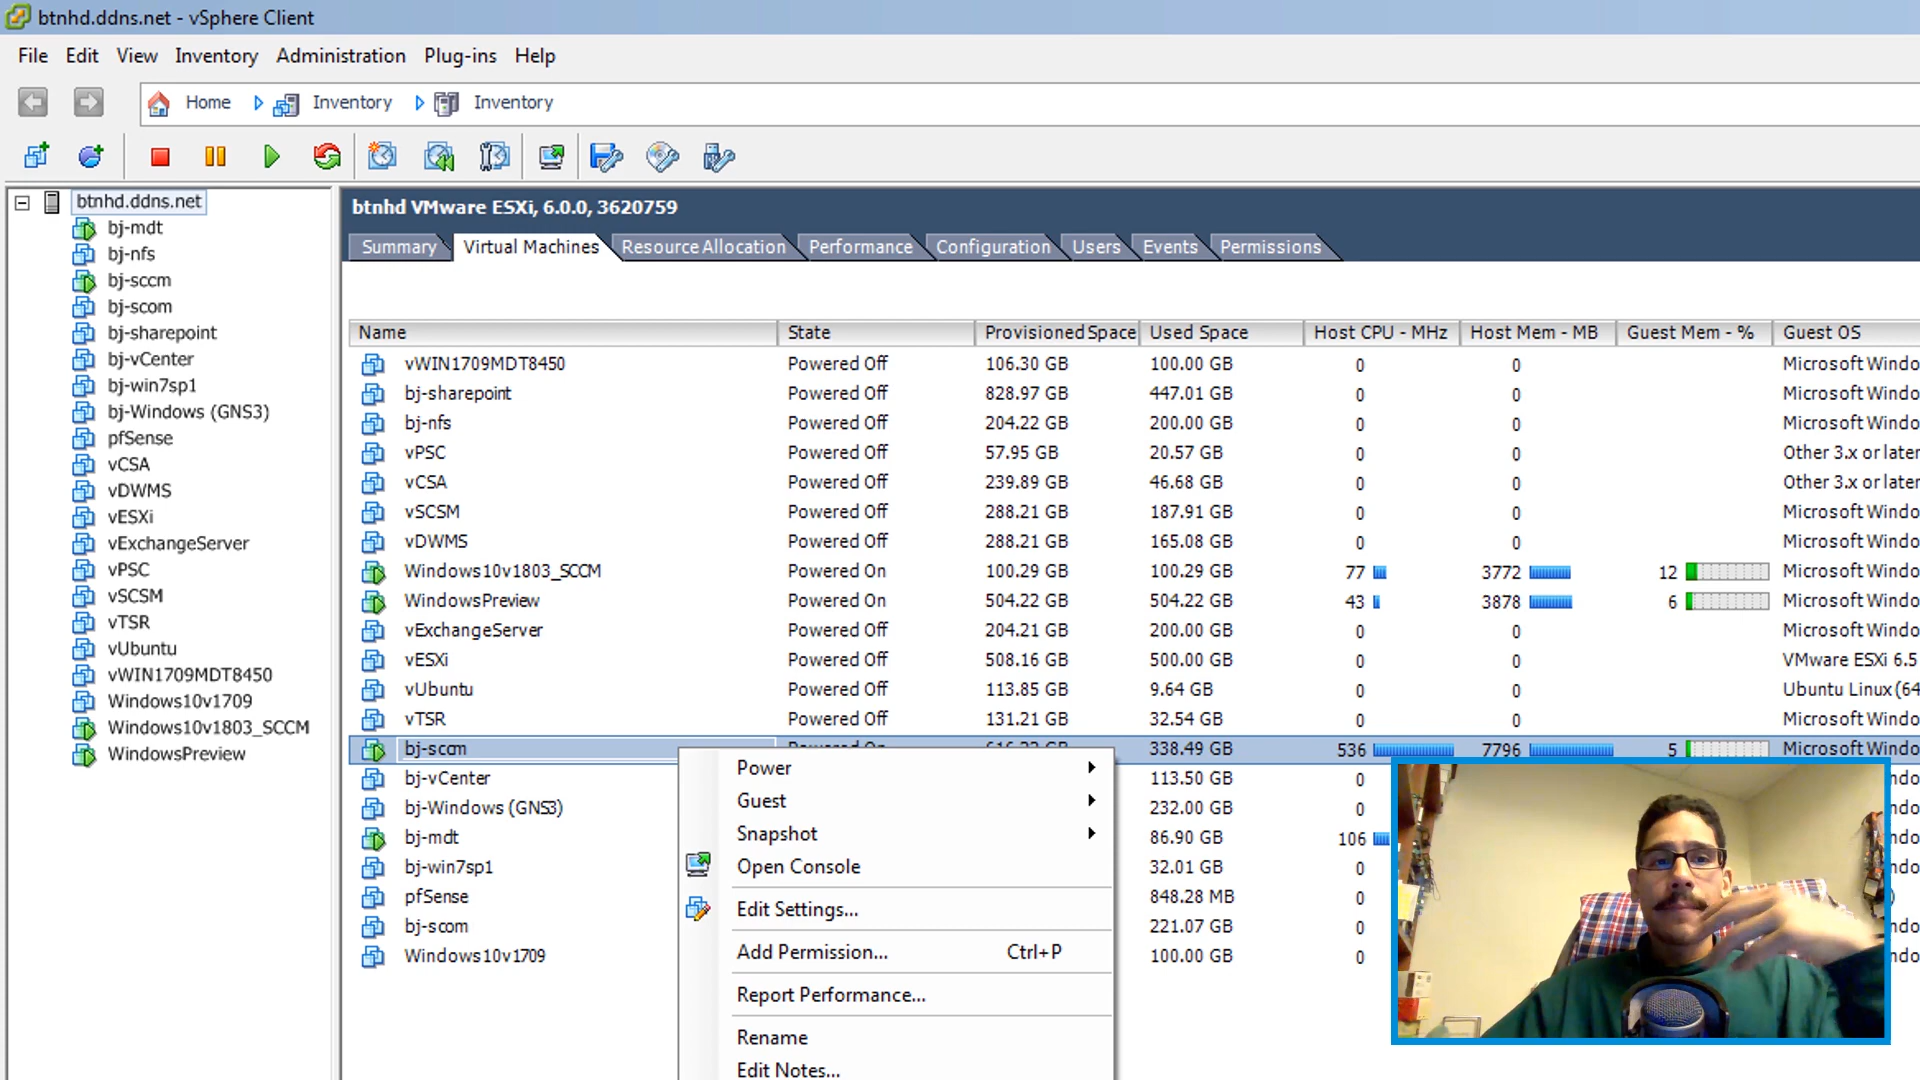 btnhd.ddns.net - vSphere Client
File Edit View Inventory Administration Plug-ins Help
Home Inventory Inventory
btnhd.ddns.net
bj-mdt
bj-nfs
bj-sccm
bj-scom
bj-sharepoint
bj-vCenter
bj-win7sp1
bj-Windows (GNS3)
pfSense
vCSA
vDWMS
vESXi
vExchangeServer
vPSC
vSCSM
vTSR
vUbuntu
vWIN1709MDT8450
Windows10v1709
Windows10v1803_SCCM
WindowsPreview
btnhd VMware ESXi, 6.0.0, 3620759
Summary Virtual Machines Resource Allocation Performance Configuration Users Events Permissions
Name State Provisioned Space Used Space Host CPU - MHz Host Mem - MB Guest Mem - % Guest OS
vWIN1709MDT8450 Powered Off 106.30 GB 100.00 GB 0 0 Microsoft Windo
bj-sharepoint Powered Off 828.97 GB 447.01 GB 0 0 Microsoft Windo
bj-nfs Powered Off 204.22 GB 200.00 GB 0 0 Microsoft Windo
vPSC Powered Off 57.95 GB 20.57 GB 0 0 Other 3.x or later
vCSA Powered Off 239.89 GB 46.68 GB 0 0 Other 3.x or later
vSCSM Powered Off 288.21 GB 187.91 GB 0 0 Microsoft Windo
vDWMS Powered Off 288.21 GB 165.08 GB 0 0 Microsoft Windo
Windows10v1803_SCCM Powered On 100.29 GB 100.29 GB 77 3772 12 Microsoft Windo
WindowsPreview Powered On 504.22 GB 504.22 GB 43 3878 6 Microsoft Windo
vExchangeServer Powered Off 204.21 GB 200.00 GB 0 0 Microsoft Windo
vESXi Powered Off 508.16 GB 500.00 GB 0 0 VMware ESXi 6.5
vUbuntu Powered Off 113.85 GB 9.64 GB 0 0 Ubuntu Linux (64
vTSR Powered Off 131.21 GB 32.54 GB 0 0 Microsoft Windo
bj-sccm Powered On 338.49 GB 536 7796 5 Microsoft Windo
bj-vCenter 113.50 GB 0 ndo
bj-Windows (GNS3) 232.00 GB 0 ndo
bj-mdt 86.90 GB 106 ndo
bj-win7sp1 32.01 GB 0 ndo
pfSense 848.28 MB 0 )
bj-scom 221.07 GB 0 ndo
Windows10v1709 100.00 GB 0 ndo
Power
Guest
Snapshot
Open Console
Edit Settings...
Add Permission... Ctrl+P
Report Performance...
Rename
Edit Notes...